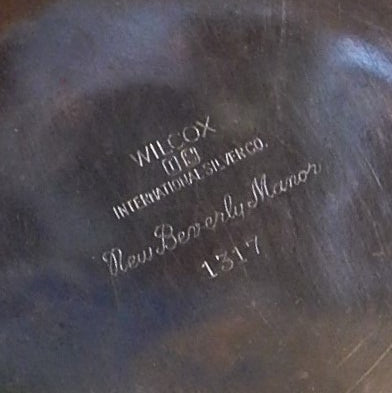 WILCOX
I S
INTERNATIONAL SILVER CO.
New Beverly Manor
1317